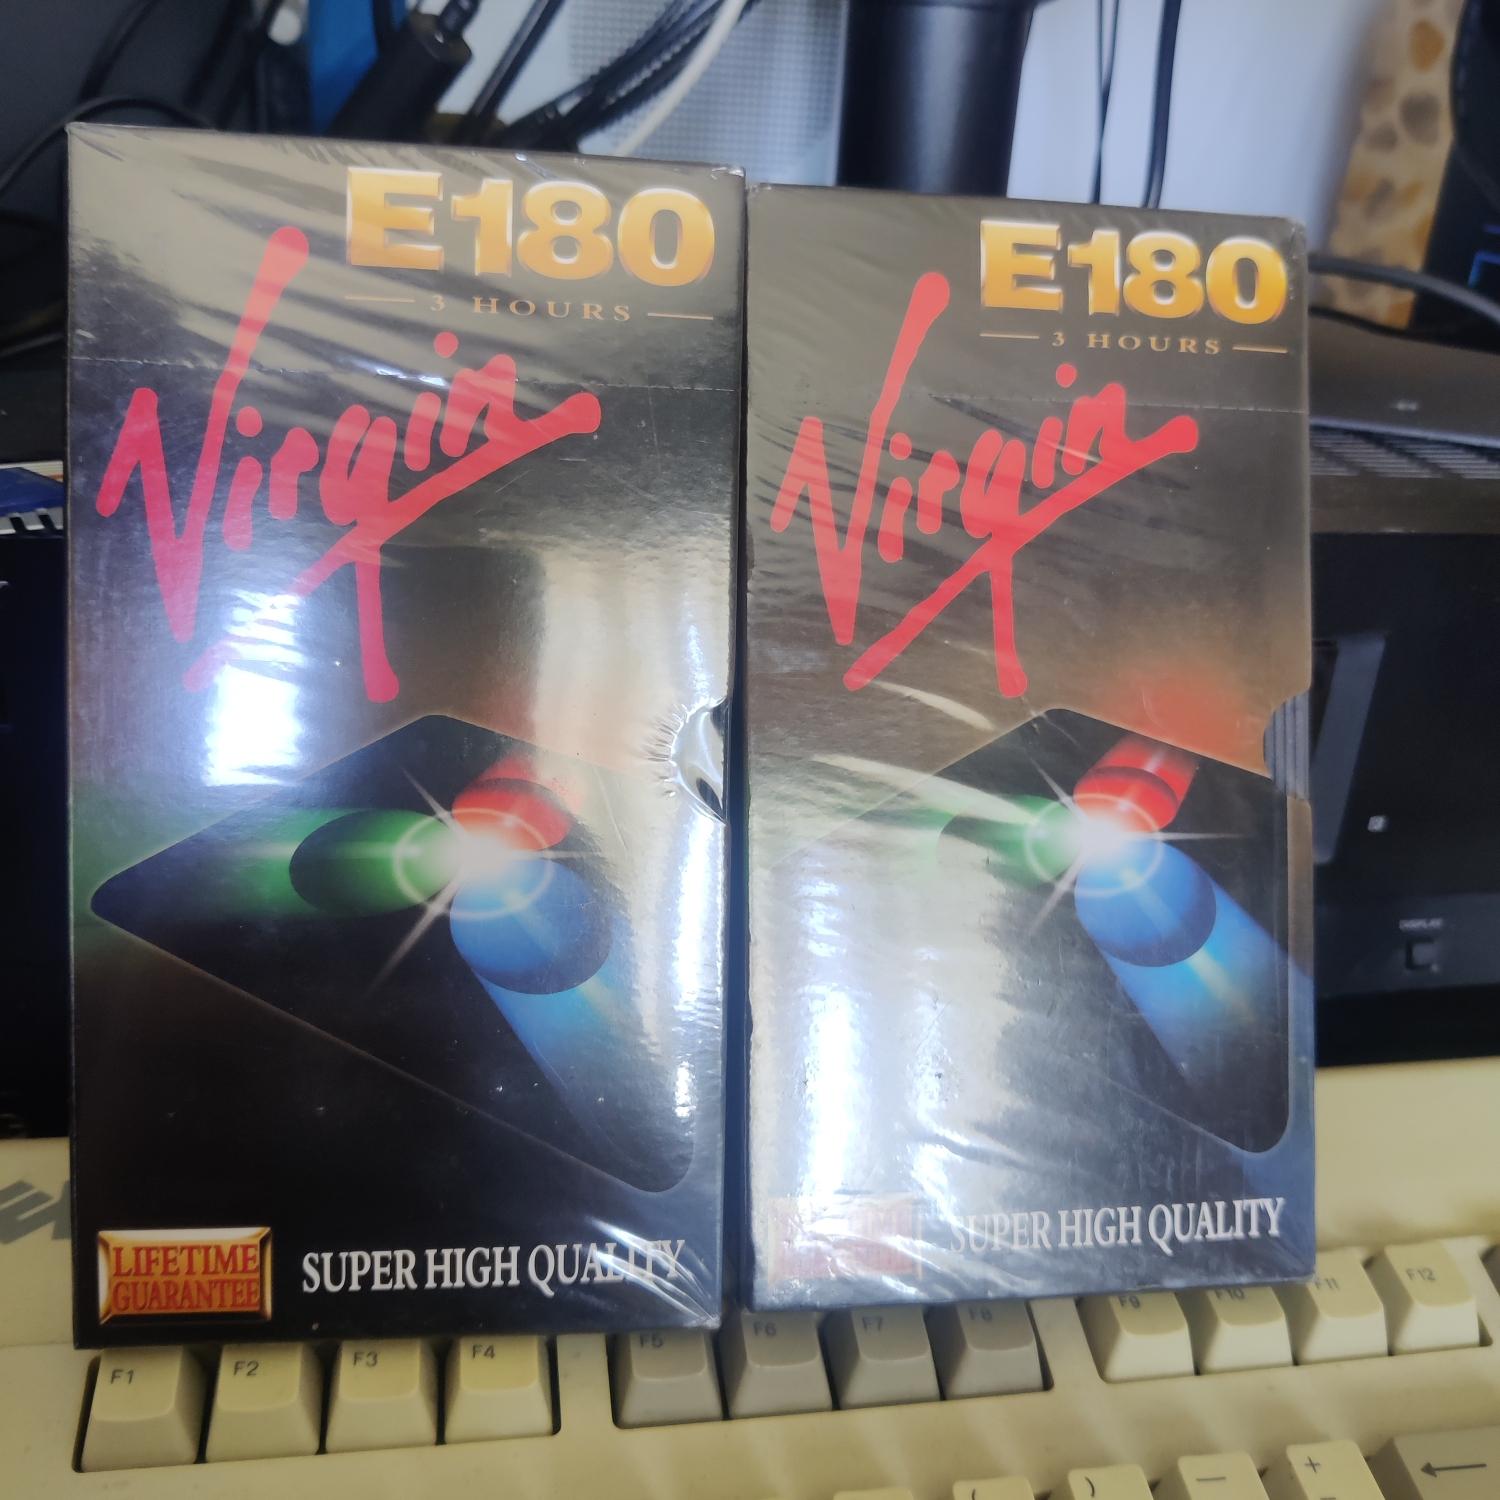 E180
3 HOURS
Virgin
LIFETIME
GUARANTEE
SUPER HIGH QUALITY
E180
3 HOURS
Virgin
SUPER HIGH QUALITY
DISPLAY
F1
F2
F3
F4
F5
F6
F7
F8
F9
F10
F11
F12
(
)
—
+
←